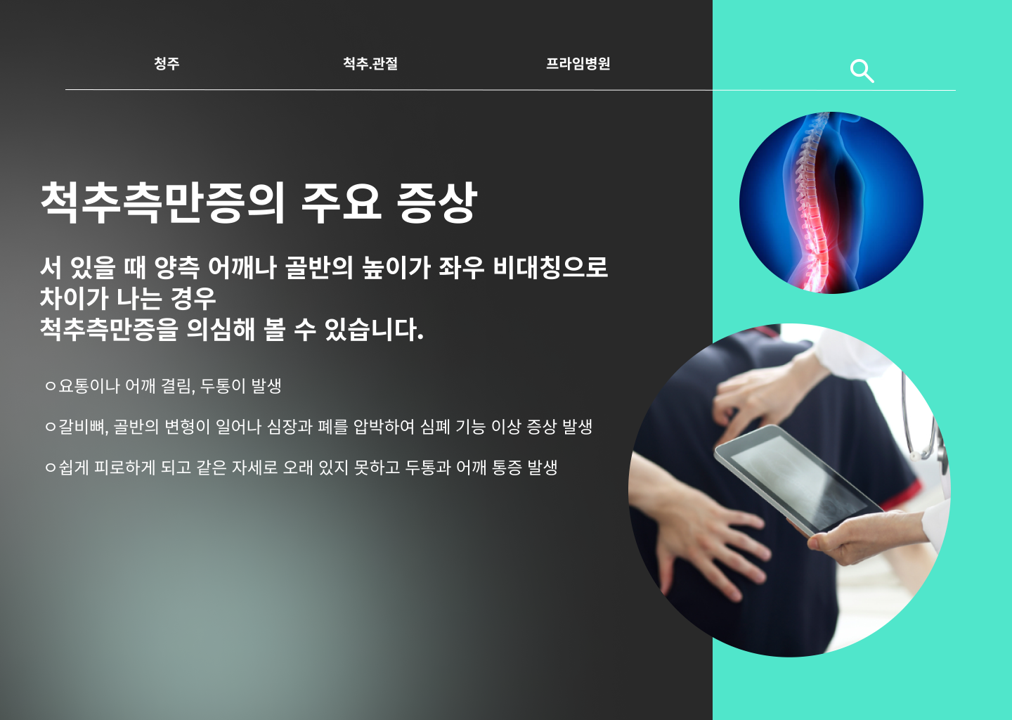 청주 척추.관절 프라임병원
척추측만증의 주요 증상
서 있을 때 양측 어깨나 골반의 높이가 좌우 비대칭으로
차이가 나는 경우
척추측만증을 의심해 볼 수 있습니다.
ㅇ요통이나 어깨 결림, 두통이 발생
ㅇ갈비뼈, 골반의 변형이 일어나 심장과 폐를 압박하여 심폐 기능 이상 증상 발생
ㅇ쉽게 피로하게 되고 같은 자세로 오래 있지 못하고 두통과 어깨 통증 발생